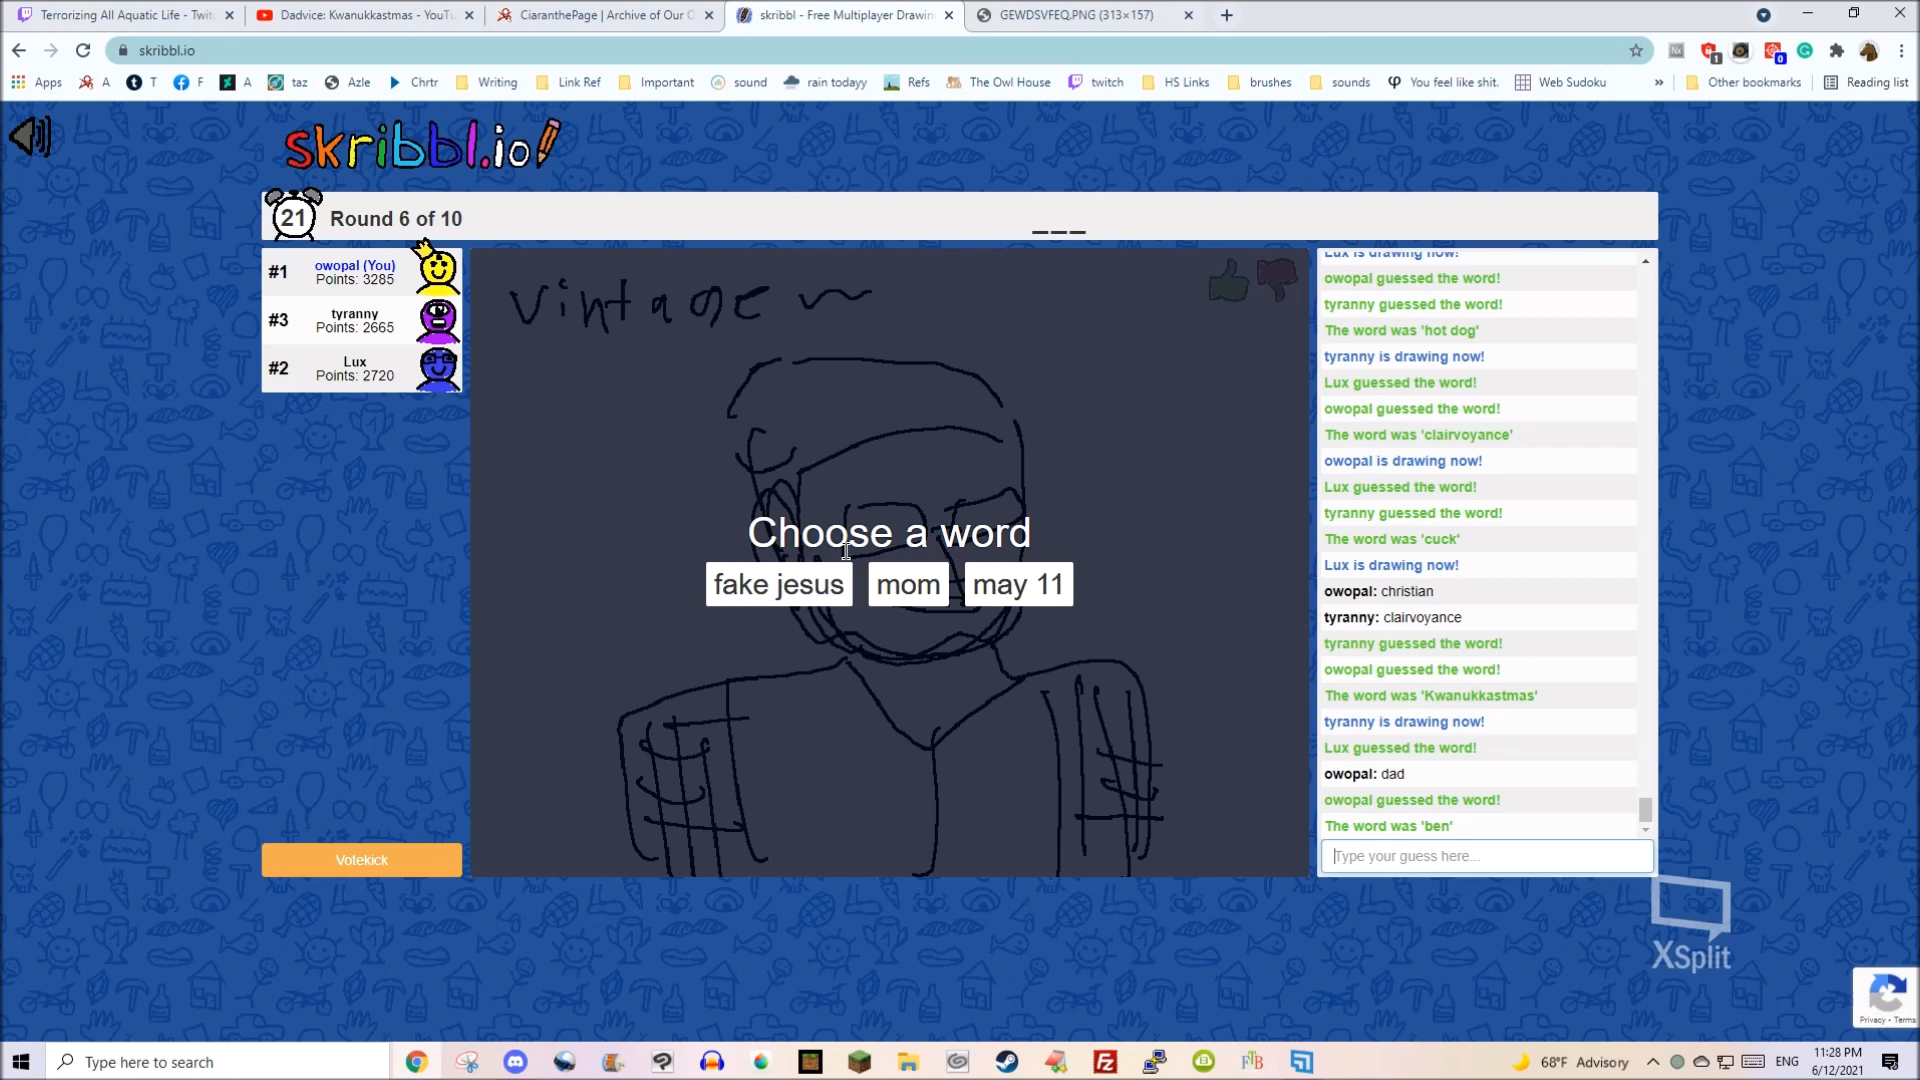 Terrorizing All Aquatic Life - Twit
Dadvice: Kwanukkastmas - YouTu
CiaranthePage | Archive of Our O
skribbl - Free Multiplayer Drawin
GEWDSVFEQ.PNG (313×157)
skribbl.io
Apps
A
T
F
A
taz
Azle
Chrtr
Writing
Link Ref
Important
sound
rain todayy
Refs
The Owl House
twitch
HS Links
brushes
sounds
You feel like shit.
Web Sudoku
»
Other bookmarks
Reading list
skribbl.io
21
Round 6 of 10
_ _ _
#1
owopal (You)
Points: 3285
#3
tyranny
Points: 2665
#2
Lux
Points: 2720
Votekick
vintage ~
Choose a word
fake jesus
mom
may 11
Lux is drawing now!
owopal guessed the word!
tyranny guessed the word!
The word was 'hot dog'
tyranny is drawing now!
Lux guessed the word!
owopal guessed the word!
The word was 'clairvoyance'
owopal is drawing now!
Lux guessed the word!
tyranny guessed the word!
The word was 'cuck'
Lux is drawing now!
owopal: christian
tyranny: clairvoyance
tyranny guessed the word!
owopal guessed the word!
The word was 'Kwanukkastmas'
tyranny is drawing now!
Lux guessed the word!
owopal: dad
owopal guessed the word!
The word was 'ben'
Type your guess here...
XSplit
Privacy - Terms
Type here to search
68°F Advisory
ENG
11:28 PM
6/12/2021